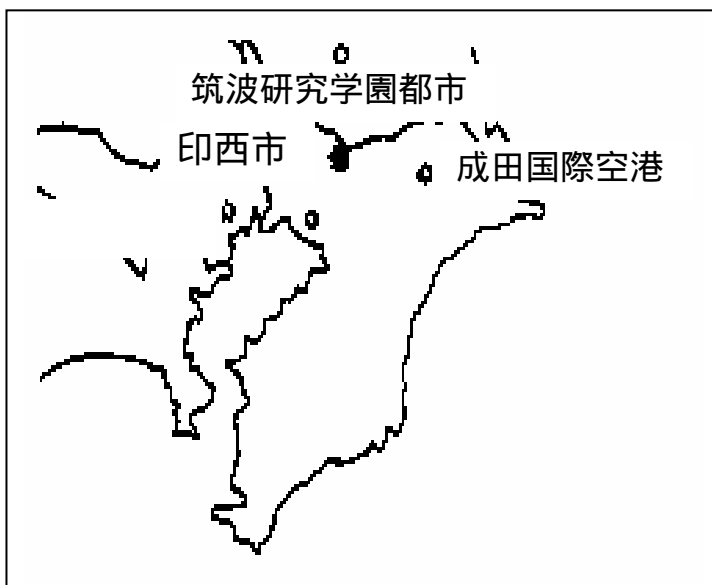 筑波研究学園都市
印西市
成田国際空港